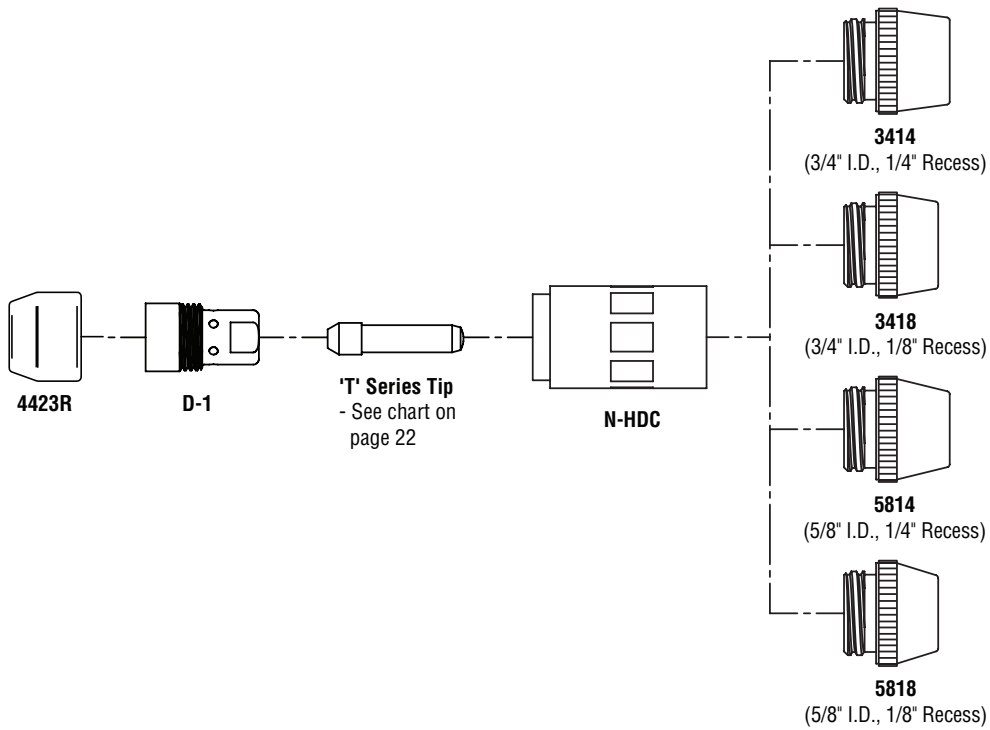 3414
(3/4" I.D., 1/4" Recess)
3418
(3/4" I.D., 1/8" Recess)
4423R
D-1
'T' Series Tip
- See chart on
page 22
N-HDC
5814
(5/8" I.D., 1/4" Recess)
5818
(5/8" I.D., 1/8" Recess)